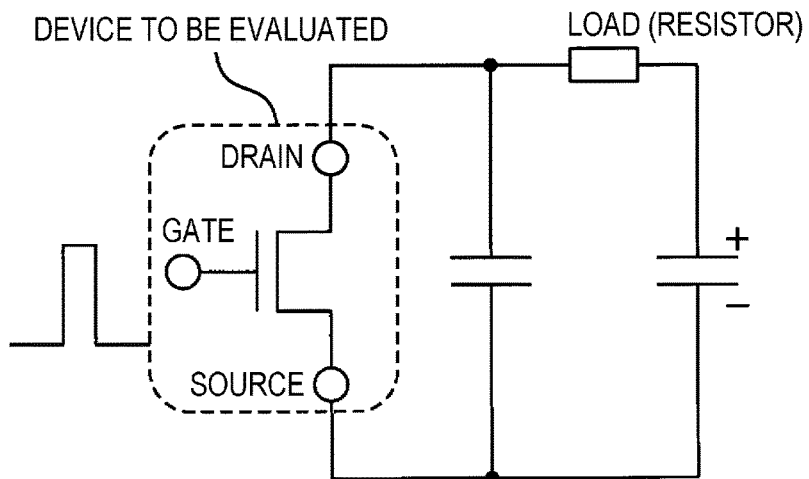 DEVICE TO BE EVALUATED
LOAD (RESISTOR)
DRAIN
GATE
SOURCE
+
−